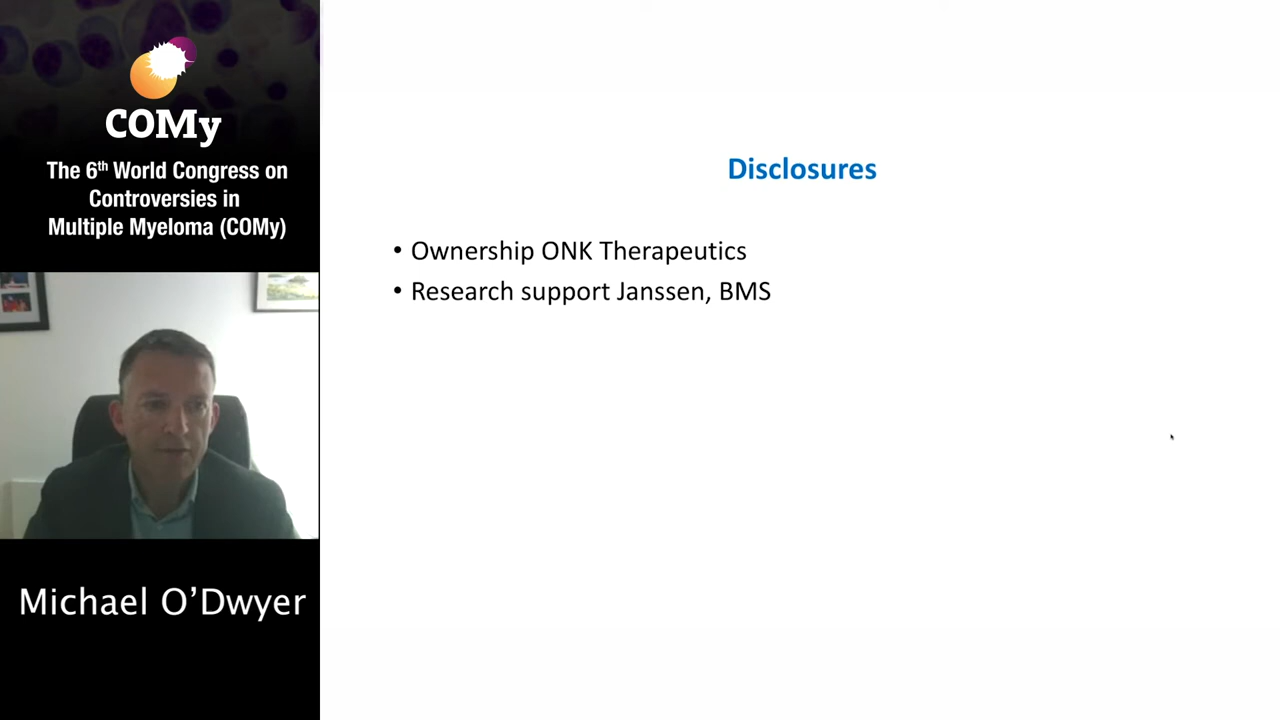 COMy
The 6th World Congress on
Controversies in
Multiple Myeloma (COMy)
Michael O’Dwyer
Disclosures
• Ownership ONK Therapeutics
• Research support Janssen, BMS